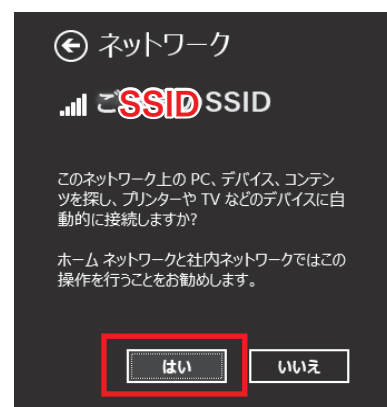 ネットワーク
ご
SSID
SSID
このネットワーク上の PC、デバイス、コンテン
ツを探し、プリンターや TV などのデバイスに自
動的に接続しますか?
ホーム ネットワークと社内ネットワークではこの
操作を行うことをお勧めします。
はい
いいえ